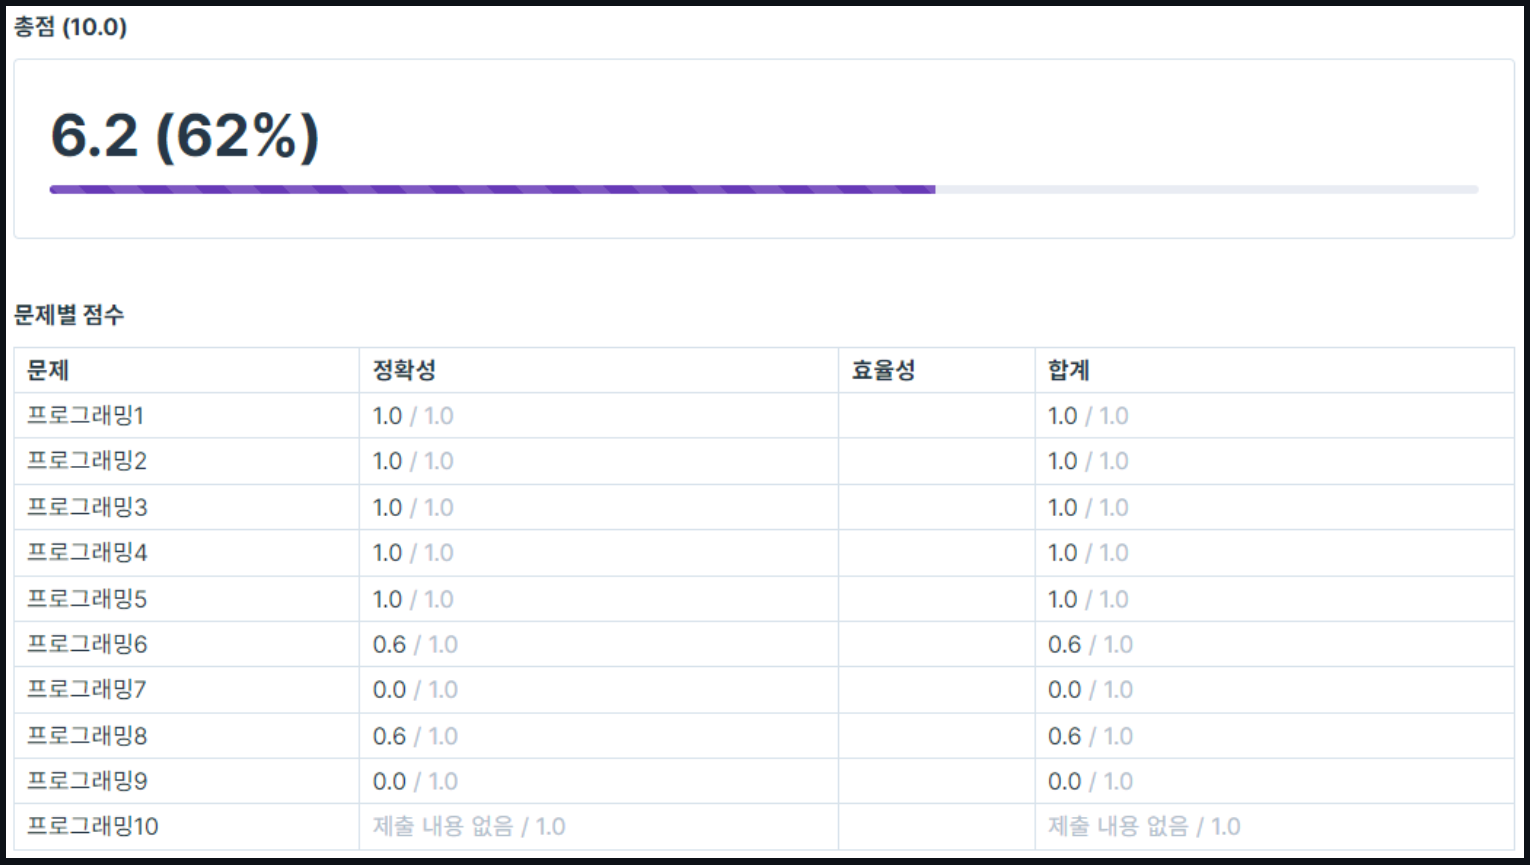 총점 (10.0)
6.2 (62%)
문제별 점수
문제 정확성 효율성 합계
프로그래밍1 1.0 / 1.0 1.0 / 1.0
프로그래밍2 1.0 / 1.0 1.0 / 1.0
프로그래밍3 1.0 / 1.0 1.0 / 1.0
프로그래밍4 1.0 / 1.0 1.0 / 1.0
프로그래밍5 1.0 / 1.0 1.0 / 1.0
프로그래밍6 0.6 / 1.0 0.6 / 1.0
프로그래밍7 0.0 / 1.0 0.0 / 1.0
프로그래밍8 0.6 / 1.0 0.6 / 1.0
프로그래밍9 0.0 / 1.0 0.0 / 1.0
프로그래밍10 제출 내용 없음 / 1.0 제출 내용 없음 / 1.0